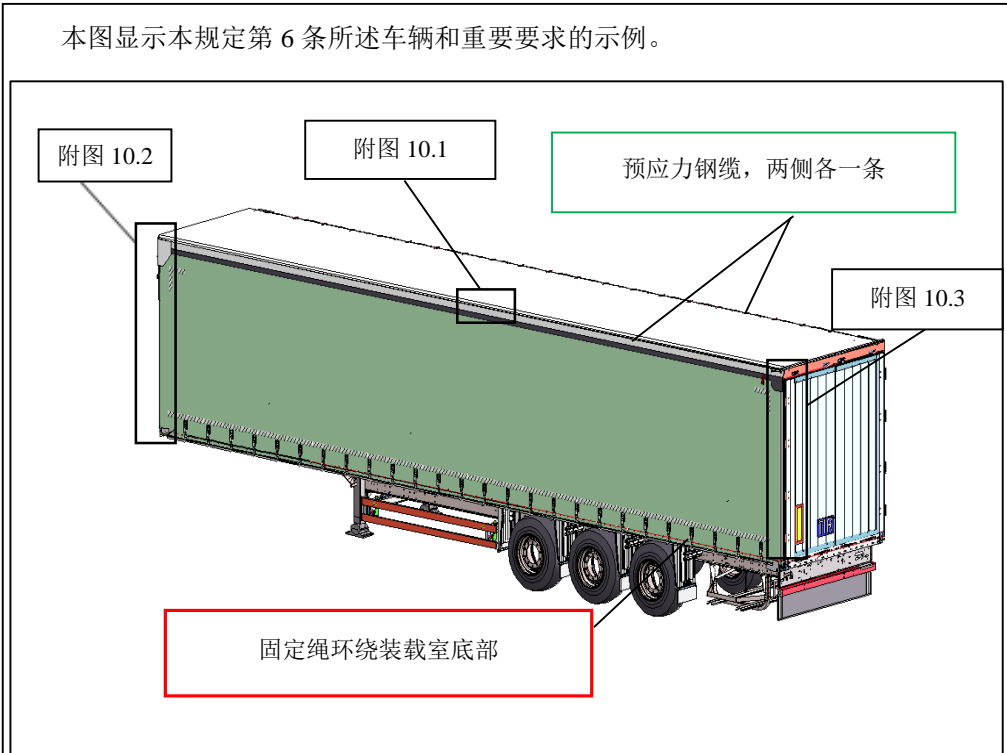 本图显示本规定第 6 条所述车辆和重要要求的示例。
附图 10.2
附图 10.1
预应力钢缆，两侧各一条
附图 10.3
固定绳环绕装载室底部